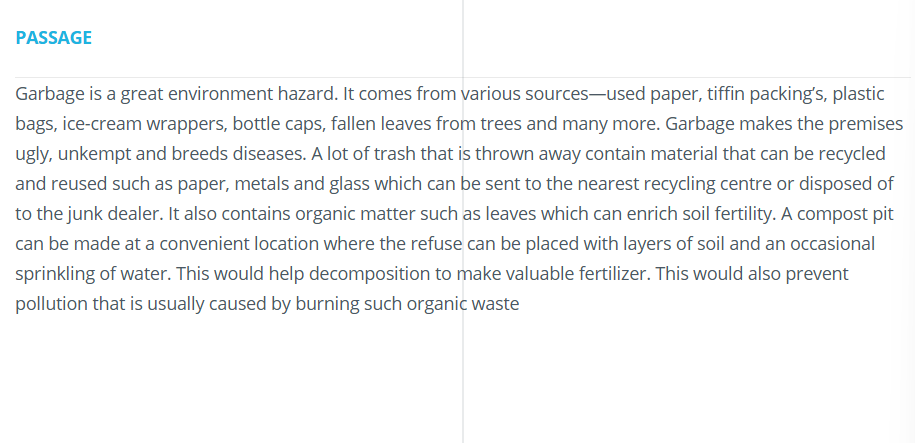 PASSAGE
Garbage is a great environment hazard. It comes from various sources—used paper, tiffin packing’s, plastic
bags, ice-cream wrappers, bottle caps, fallen leaves from trees and many more. Garbage makes the premises
ugly, unkempt and breeds diseases. A lot of trash that is thrown away contain material that can be recycled
and reused such as paper, metals and glass which can be sent to the nearest recycling centre or disposed of
to the junk dealer. It also contains organic matter such as leaves which can enrich soil fertility. A compost pit
can be made at a convenient location where the refuse can be placed with layers of soil and an occasional
sprinkling of water. This would help decomposition to make valuable fertilizer. This would also prevent
pollution that is usually caused by burning such organic waste